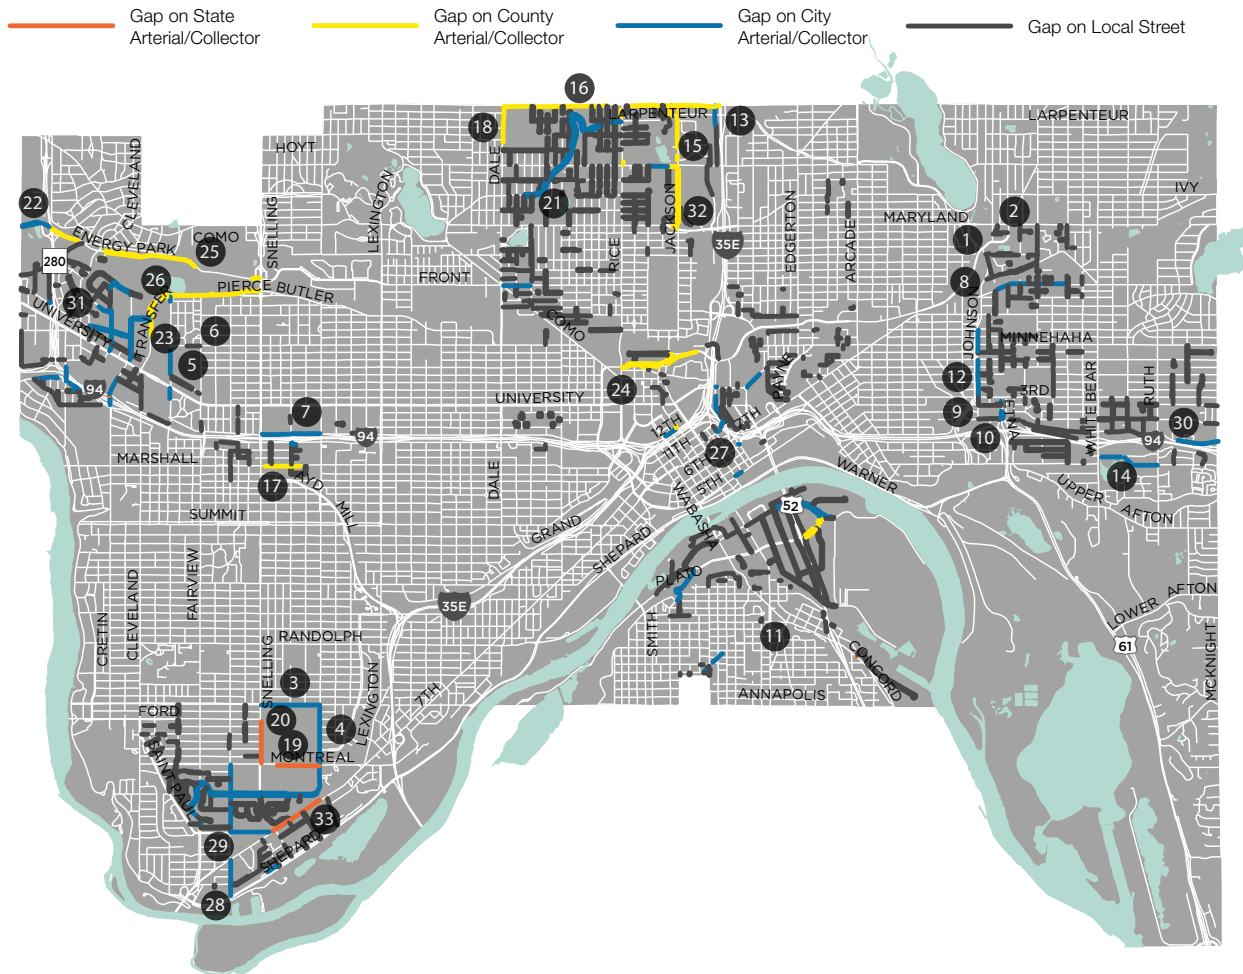 Gap on State
Arterial/Collector
Gap on County
Arterial/Collector
Gap on City
Arterial/Collector
Gap on Local Street
16
18
LARPENTEUR
13
LARPENTEUR
HOYT
15
CLEVELAND
DALE
LEXINGTON
IVY
22
21
JACKSON
32
MARYLAND
2
ENERGY PARK
COMO
25
SNELLING
RICE
35E
EDGERTON
ARCADE
1
280
26
FRONT
8
PIERCE BUTLER
31
UNIVERSITY
TRANSFER
23
6
COMO
JOHNSON
MINNEHAHA
5
94
24
PAYNE
12
3RD
WHITE BEAR
RUTH
UNIVERSITY
7
94
12TH
11TH
7TH
9
ETNA
10
30
94
MARSHALL
27
6TH
5TH
17
AYD
MILL
DALE
WABASHA
WARNER
14
UPPER
AFTON
SUMMIT
GRAND
SHEPARD
52
FAIRVIEW
PLATO
CRETIN
CLEVELAND
35E
SMITH
LOWER AFTON
RANDOLPH
11
61
MCKNIGHT
SNELLING
3
LEXINGTON
7TH
CONCORD
ANNAPOLIS
FORD
20
4
19
MONTREAL
SAINT PAUL
33
29
SHEPARD
28